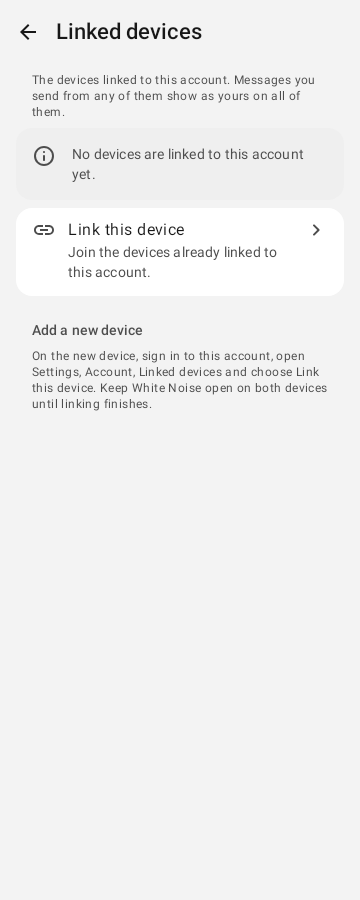 Linked devices
The devices linked to this account. Messages you
send from any of them show as yours on all of
them.
No devices are linked to this account
yet.
Link this device
Join the devices already linked to
this account.
Add a new device
On the new device, sign in to this account, open
Settings, Account, Linked devices and choose Link
this device. Keep White Noise open on both devices
until linking finishes.